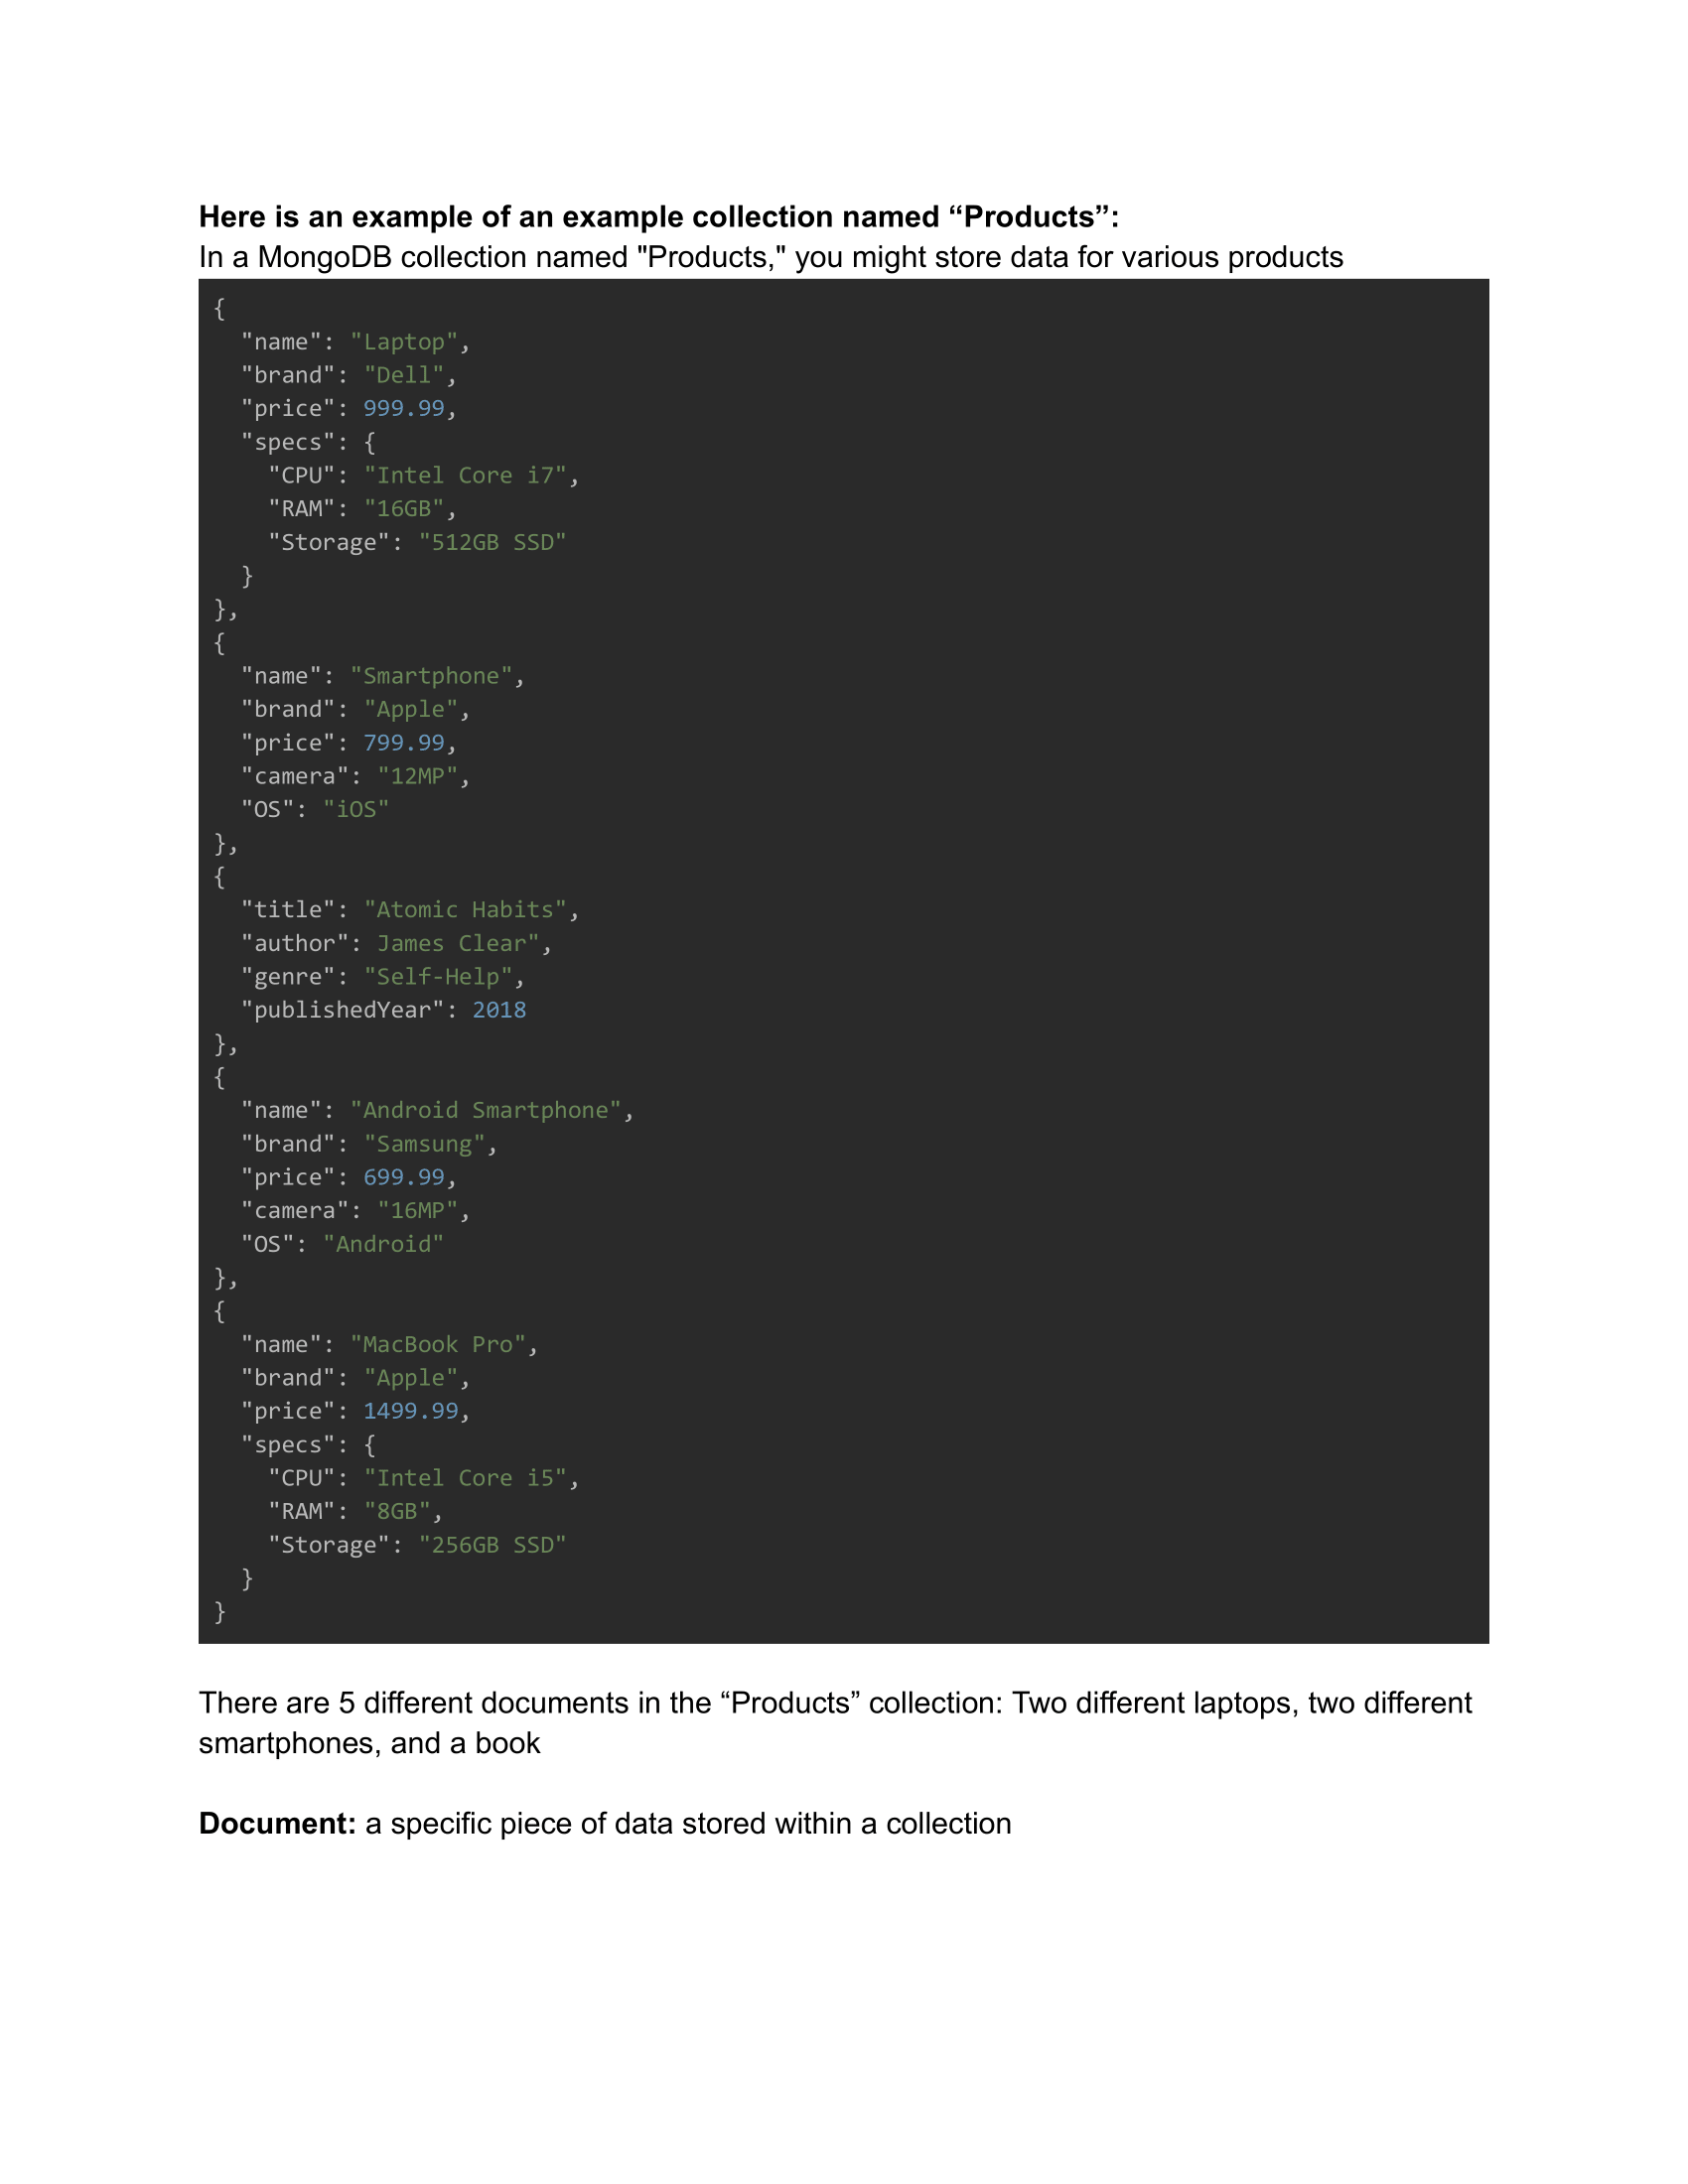 Here is an example of an example collection named “Products”:
In a MongoDB collection named "Products," you might store data for various products
{
  "name": "Laptop",
  "brand": "Dell",
  "price": 999.99,
  "specs": {
    "CPU": "Intel Core i7",
    "RAM": "16GB",
    "Storage": "512GB SSD"
  }
},
{
  "name": "Smartphone",
  "brand": "Apple",
  "price": 799.99,
  "camera": "12MP",
  "OS": "iOS"
},
{
  "title": "Atomic Habits",
  "author": James Clear",
  "genre": "Self-Help",
  "publishedYear": 2018
},
{
  "name": "Android Smartphone",
  "brand": "Samsung",
  "price": 699.99,
  "camera": "16MP",
  "OS": "Android"
},
{
  "name": "MacBook Pro",
  "brand": "Apple",
  "price": 1499.99,
  "specs": {
    "CPU": "Intel Core i5",
    "RAM": "8GB",
    "Storage": "256GB SSD"
  }
}
There are 5 different documents in the “Products” collection: Two different laptops, two different
smartphones, and a book
Document: a specific piece of data stored within a collection